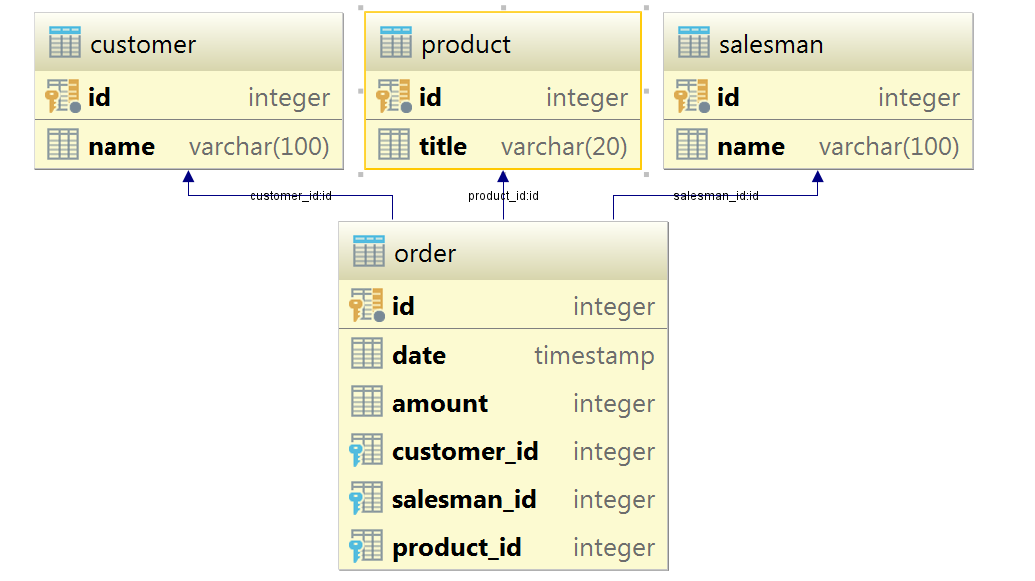 customer
id integer
name varchar(100)
product
id integer
title varchar(20)
salesman
id integer
name varchar(100)
customer_id:id
product_id:id
salesman_id:id
order
id integer
date timestamp
amount integer
customer_id integer
salesman_id integer
product_id integer